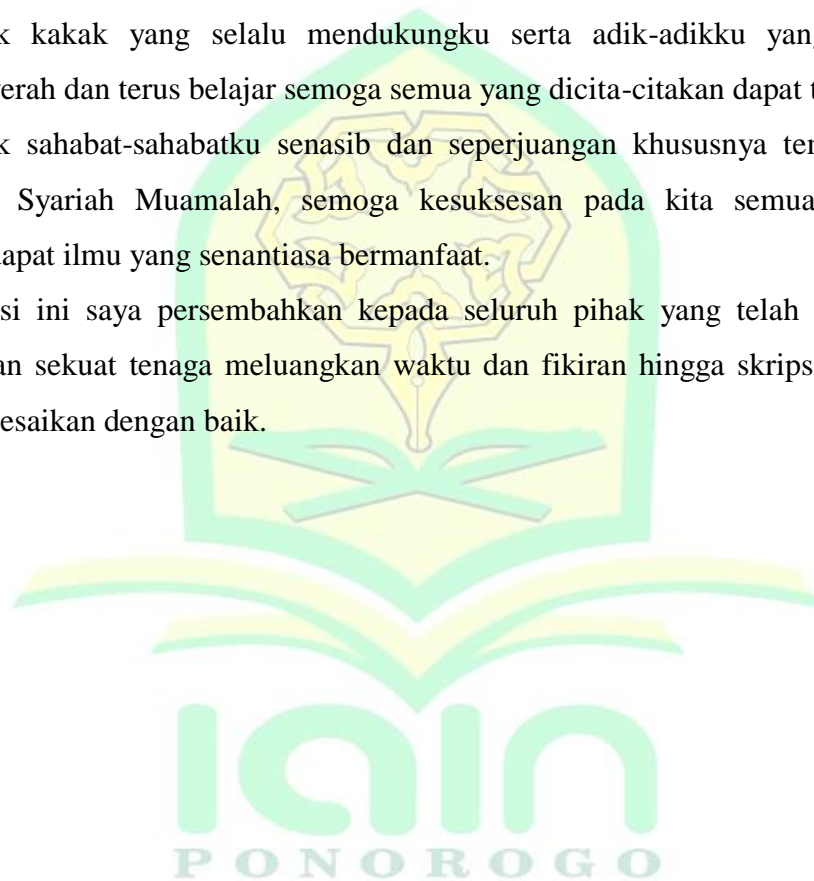 k kakak yang selalu mendukungku serta adik-adikku yang
erah dan terus belajar semoga semua yang dicita-citakan dapat t
k sahabat-sahabatku senasib dan seperjuangan khususnya ter
Syariah Muamalah, semoga kesuksesan pada kita semua
apat ilmu yang senantiasa bermanfaat.
si ini saya persembahkan kepada seluruh pihak yang telah
an sekuat tenaga meluangkan waktu dan fikiran hingga skrips
esaikan dengan baik.
iain
PONOROGO